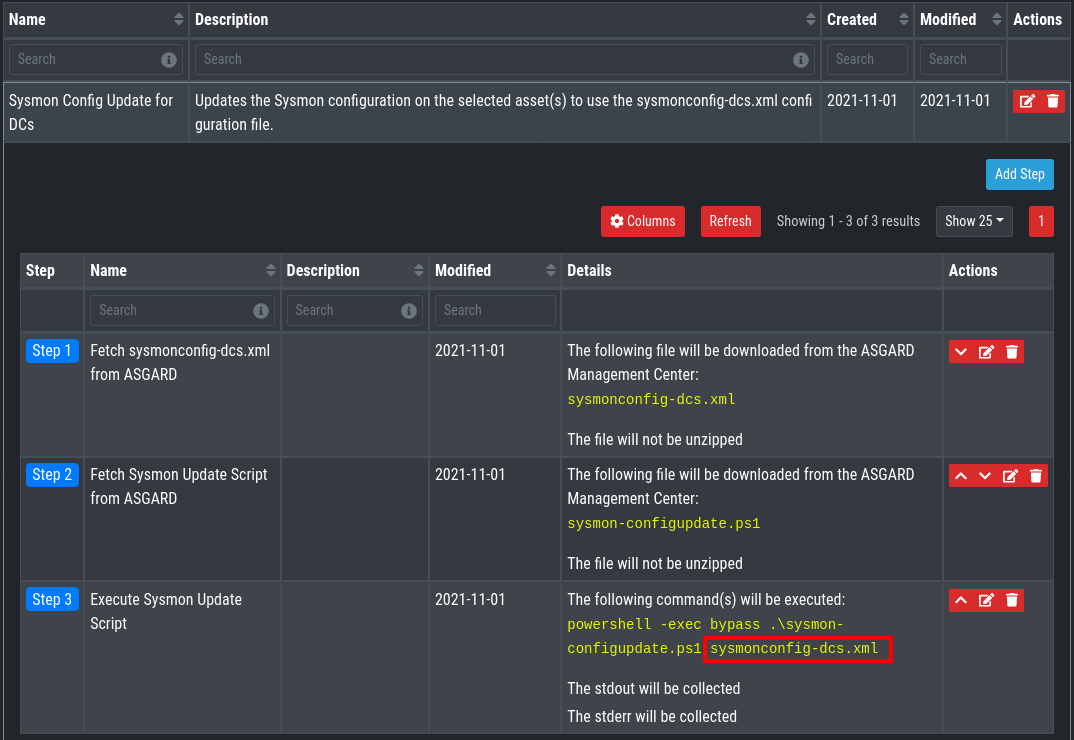 Name Description Created Modified Actions
Search Search Search Search
Sysmon Config Update for Updates the Sysmon configuration on the selected asset(s) to use the sysmonconfig-dcs.xml confi 2021-11-01 2021-11-01
DCs guration file.
Add Step
Columns Refresh Showing 1 - 3 of 3 results Show 25 1
Step Name Description Modified Details Actions
Search Search Search
Step 1 Fetch sysmonconfig-dcs.xml 2021-11-01 The following file will be downloaded from the ASGARD
from ASGARD Management Center:
sysmonconfig-dcs.xml
The file will not be unzipped
Step 2 Fetch Sysmon Update Script 2021-11-01 The following file will be downloaded from the ASGARD
from ASGARD Management Center:
sysmon-configupdate.ps1
The file will not be unzipped
Step 3 Execute Sysmon Update 2021-11-01 The following command(s) will be executed:
Script powershell -exec bypass .\sysmon-
configupdate.ps1 sysmonconfig-dcs.xml
The stdout will be collected
The stderr will be collected